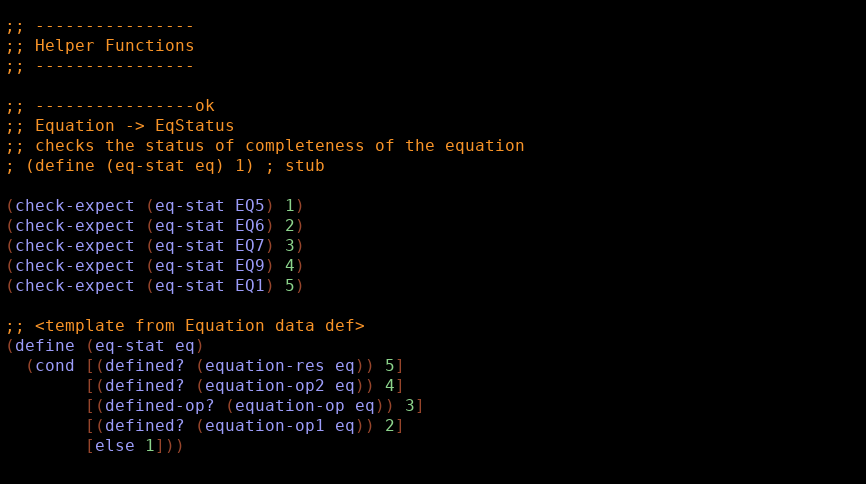 ;; ----------------
;; Helper Functions
;; ----------------
;; ----------------ok
;; Equation -> EqStatus
;; checks the status of completeness of the equation
; (define (eq-stat eq) 1) ; stub
(check-expect (eq-stat EQ5) 1)
(check-expect (eq-stat EQ6) 2)
(check-expect (eq-stat EQ7) 3)
(check-expect (eq-stat EQ9) 4)
(check-expect (eq-stat EQ1) 5)
;; <template from Equation data def>
(define (eq-stat eq)
  (cond [(defined? (equation-res eq)) 5]
        [(defined? (equation-op2 eq)) 4]
        [(defined-op? (equation-op eq)) 3]
        [(defined? (equation-op1 eq)) 2]
        [else 1]))